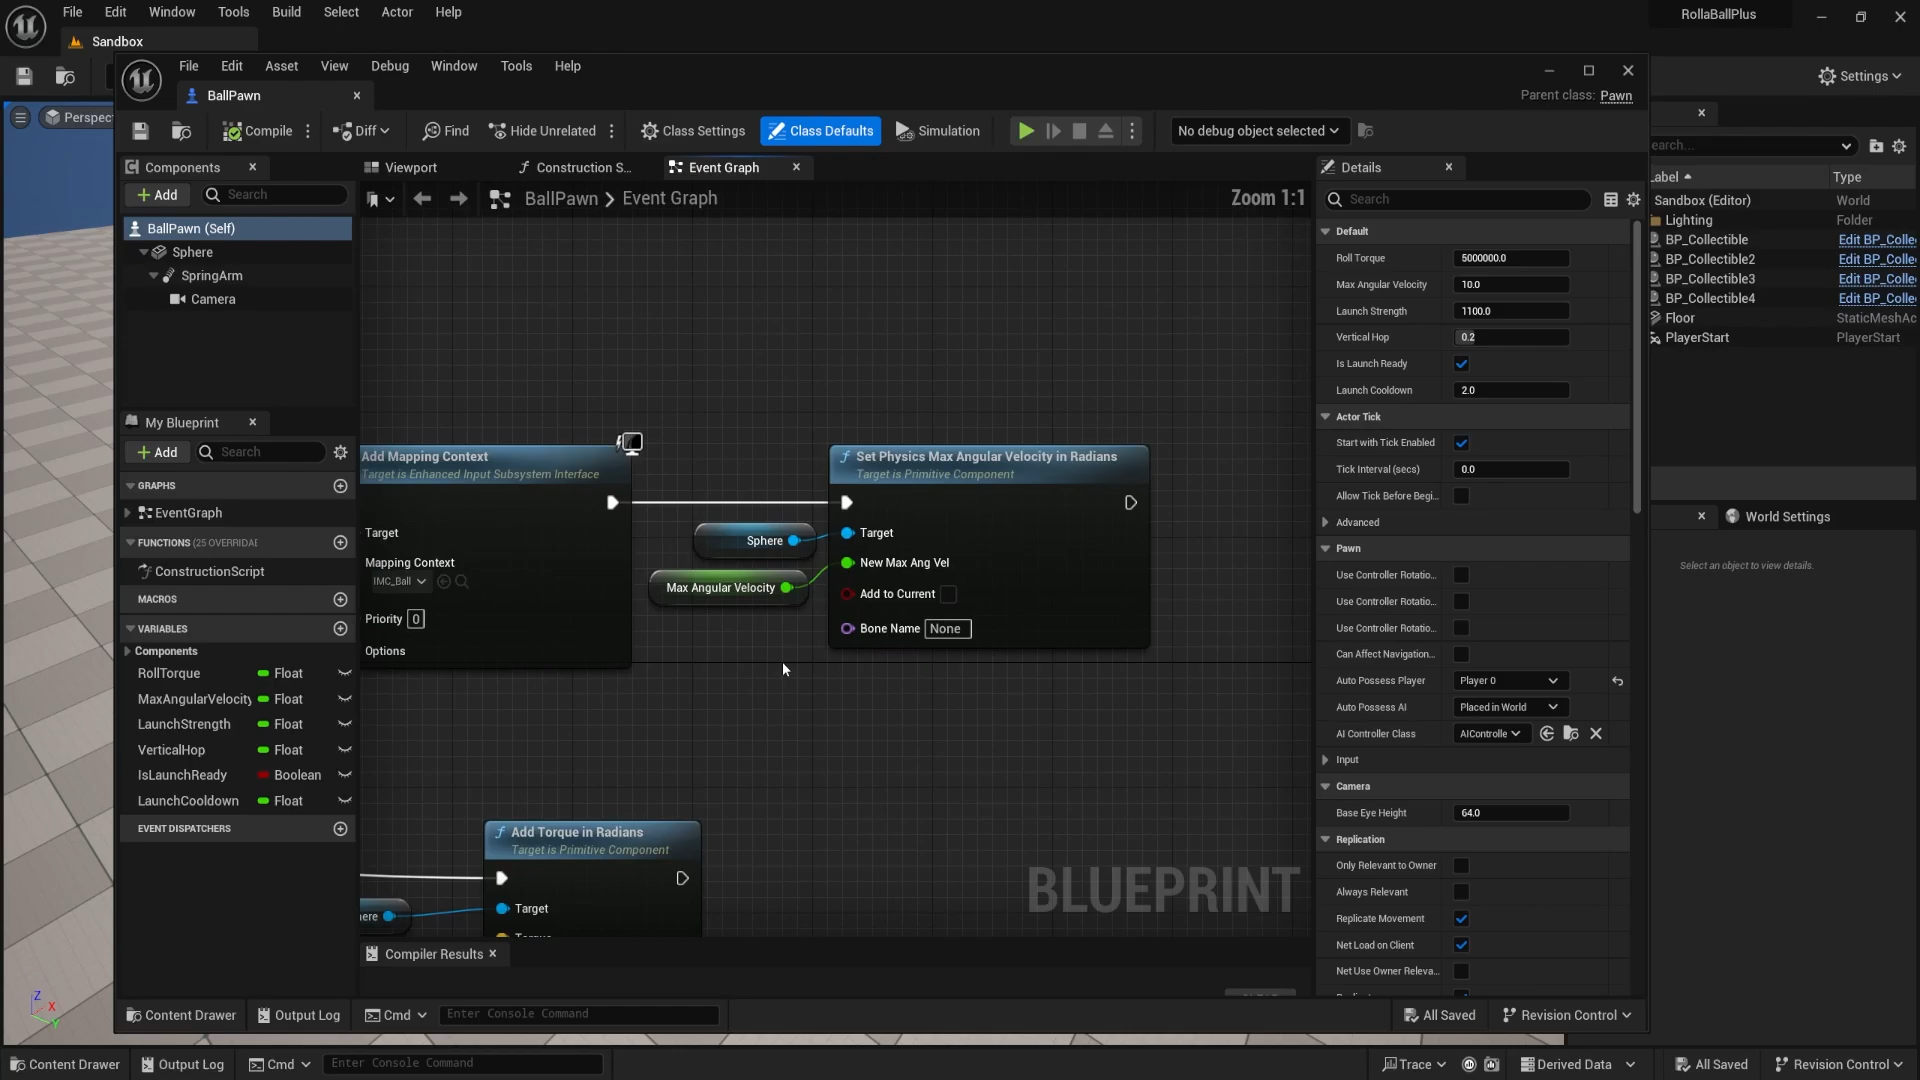 File Edit Window Tools Build Select Actor Help
RollaBallPlus
Sandbox
Settings
Perspec
File Edit Asset View Debug Window Tools Help
BallPawn
Parent class: Pawn
Compile Diff Find Hide Unrelated Class Settings Class Defaults Simulation No debug object selected
Components
Add Search
BallPawn (Self)
Sphere
SpringArm
Camera
My Blueprint
Add Search
GRAPHS
EventGraph
FUNCTIONS (25 OVERRIDAI
ConstructionScript
MACROS
VARIABLES
Components
RollTorque Float
MaxAngularVelocity Float
LaunchStrength Float
VerticalHop Float
IsLaunchReady Boolean
LaunchCooldown Float
EVENT DISPATCHERS
Viewport Construction S... Event Graph
BallPawn > Event Graph
Zoom 1:1
Add Mapping Context
Target is Enhanced Input Subsystem Interface
Target
Mapping Context
IMC_Ball
Priority 0
Options
Sphere
Max Angular Velocity
Set Physics Max Angular Velocity in Radians
Target is Primitive Component
Target
New Max Ang Vel
Add to Current
Bone Name None
Add Torque in Radians
Target is Primitive Component
here
Target
BLUEPRINT
Compiler Results
Details
Search
Default
Roll Torque 5000000.0
Max Angular Velocity 10.0
Launch Strength 1100.0
Vertical Hop 0.2
Is Launch Ready
Launch Cooldown 2.0
Actor Tick
Start with Tick Enabled
Tick Interval (secs) 0.0
Allow Tick Before Begi...
Advanced
Pawn
Use Controller Rotatio...
Use Controller Rotatio...
Use Controller Rotatio...
Can Affect Navigation...
Auto Possess Player Player 0
Auto Possess AI Placed in World
AI Controller Class AIControlle
Input
Camera
Base Eye Height 64.0
Replication
Only Relevant to Owner
Always Relevant
Replicate Movement
Net Load on Client
Net Use Owner Releva...
earch...
Label Type
Sandbox (Editor) World
Lighting Folder
BP_Collectible Edit BP_Colle
BP_Collectible2 Edit BP_Colle
BP_Collectible3 Edit BP_Colle
BP_Collectible4 Edit BP_Colle
Floor StaticMeshAc
PlayerStart PlayerStart
World Settings
Select an object to view details.
Z
X
Y
Content Drawer Output Log Cmd Enter Console Command All Saved Revision Control
Content Drawer Output Log Cmd Enter Console Command Trace Derived Data All Saved Revision Control